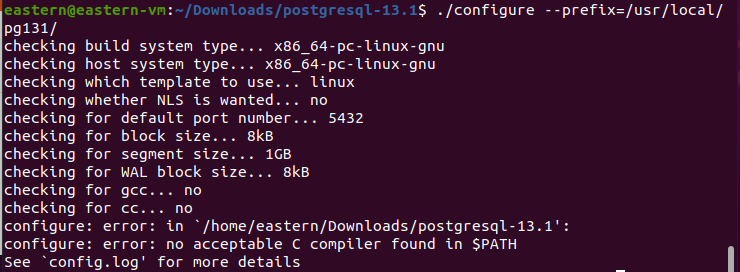 eastern@eastern-vm:~/Downloads/postgresql-13.1$ ./configure --prefix=/usr/local/
pg131/
checking build system type... x86_64-pc-linux-gnu
checking host system type... x86_64-pc-linux-gnu
checking which template to use... linux
checking whether NLS is wanted... no
checking for default port number... 5432
checking for block size... 8kB
checking for segment size... 1GB
checking for WAL block size... 8kB
checking for gcc... no
checking for cc... no
configure: error: in `/home/eastern/Downloads/postgresql-13.1':
configure: error: no acceptable C compiler found in $PATH
See `config.log' for more details